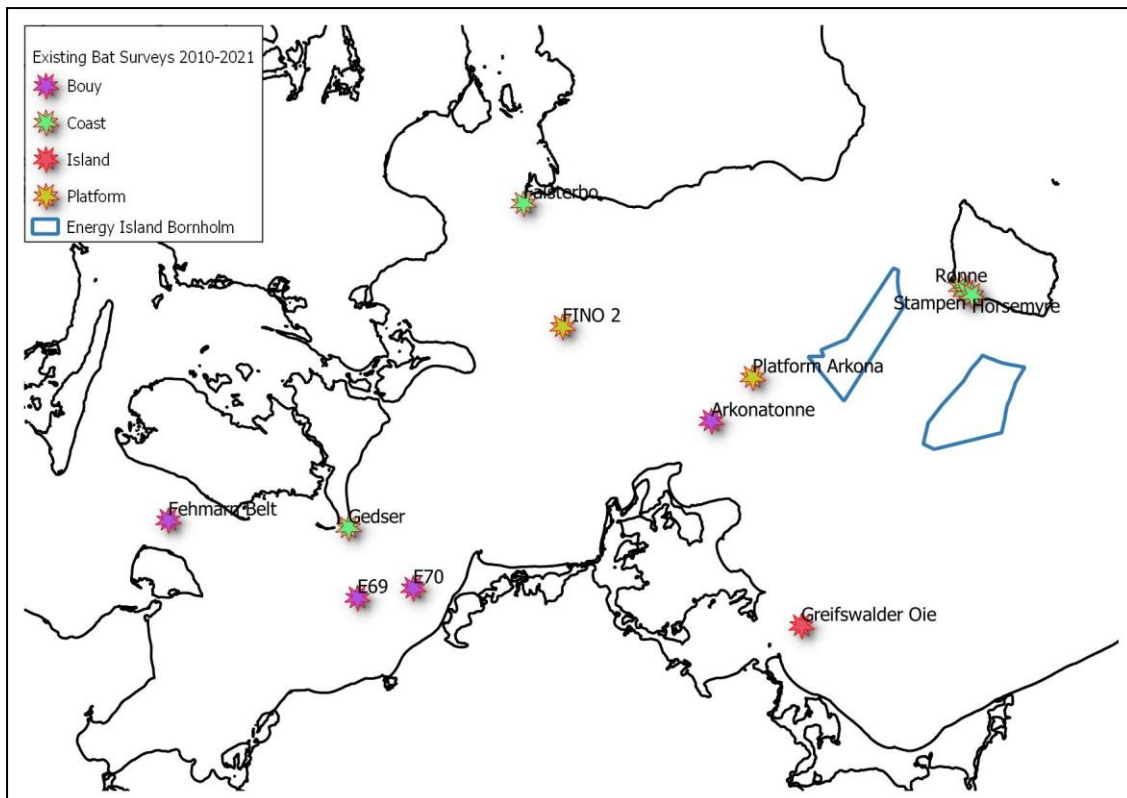 Existing Bat Surveys 2010-2021
Bouy
Coast
Island
Platform
Energy Island Bornholm
Falsterbo
Rønne
Stampen Horsemyre
FINO 2
Platform Arkona
Arkonatonne
Fehmarn Belt
Gedser
E69
E70
Greifswalder Oie